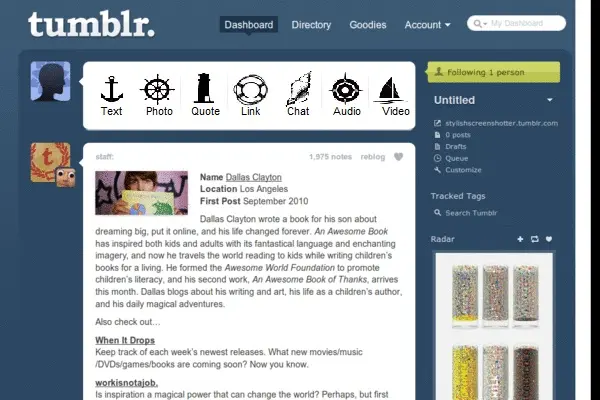 tumblr.
Dashboard Directory Goodies Account My Dashboard
Text Photo Quote Link Chat Audio Video
Following 1 person
Untitled
stylishscreenshotter.tumblr.com
0 posts
Drafts
Queue
Customize
Tracked Tags
Search Tumblr
Radar
staff: 1,975 notes reblog
Name Dallas Clayton
Location Los Angeles
First Post September 2010
Dallas Clayton wrote a book for his son about
dreaming big, put it online, and his life changed forever. An Awesome Book
has inspired both kids and adults with its fantastical language and enchanting
imagery, and now he travels the world reading to kids while writing children's
books for a living. He formed the Awesome World Foundation to promote
children's literacy, and his second work, An Awesome Book of Thanks, arrives
this month. Dallas blogs about his writing and art, his life as a children's author,
and his daily magical adventures.
Also check out…
When It Drops
Keep track of each week's newest releases. What new movies/music
/DVDs/games/books are coming soon? Now you know.
workisnotajob.
Is inspiration a magical power that can change the world? Perhaps, but first